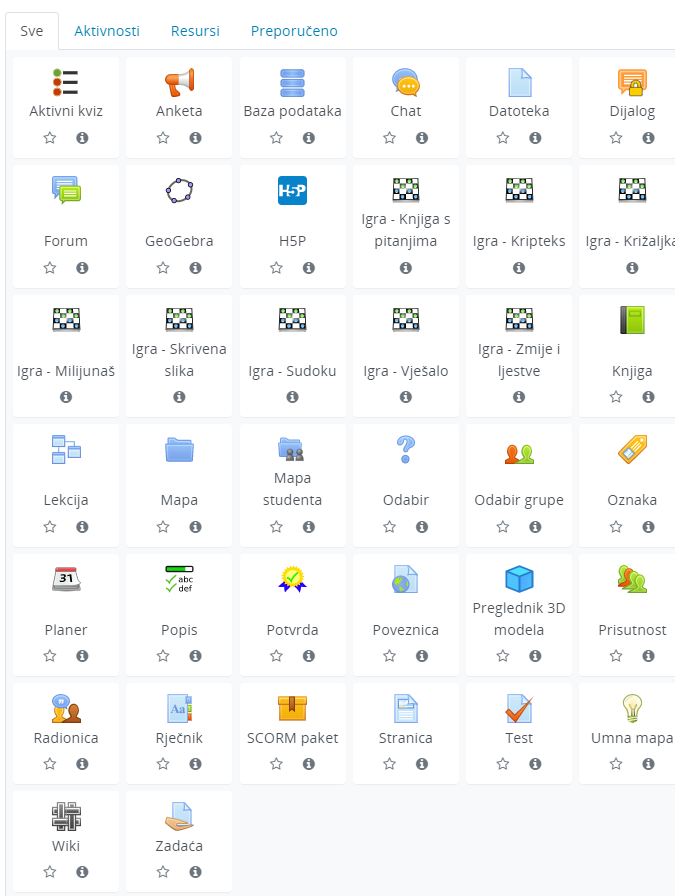 Sve Aktivnosti Resursi Preporučeno
Aktivni kviz Anketa Baza podataka Chat Datoteka Dijalog
H5P
Forum GeoGebra H5P Igra - Knjiga s pitanjima Igra - Kripteks Igra - Križaljka
Igra - Milijunaš Igra - Skrivena slika Igra - Sudoku Igra - Vješalo Igra - Zmije i ljestve Knjiga
Lekcija Mapa Mapa studenta Odabir Odabir grupe Oznaka
31 abc
def
Planer Popis Potvrda Poveznica Preglednik 3D modela Prisutnost
Aa
Radionica Rječnik SCORM paket Stranica Test Umna mapa
Wiki Zadaća